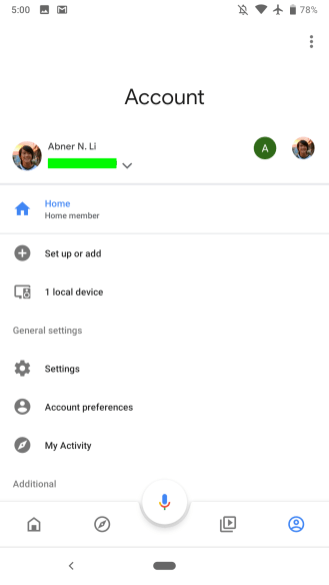 5:00
78%
Account
Abner N. Li
A
Home
Home member
Set up or add
1 local device
General settings
Settings
Account preferences
My Activity
Additional